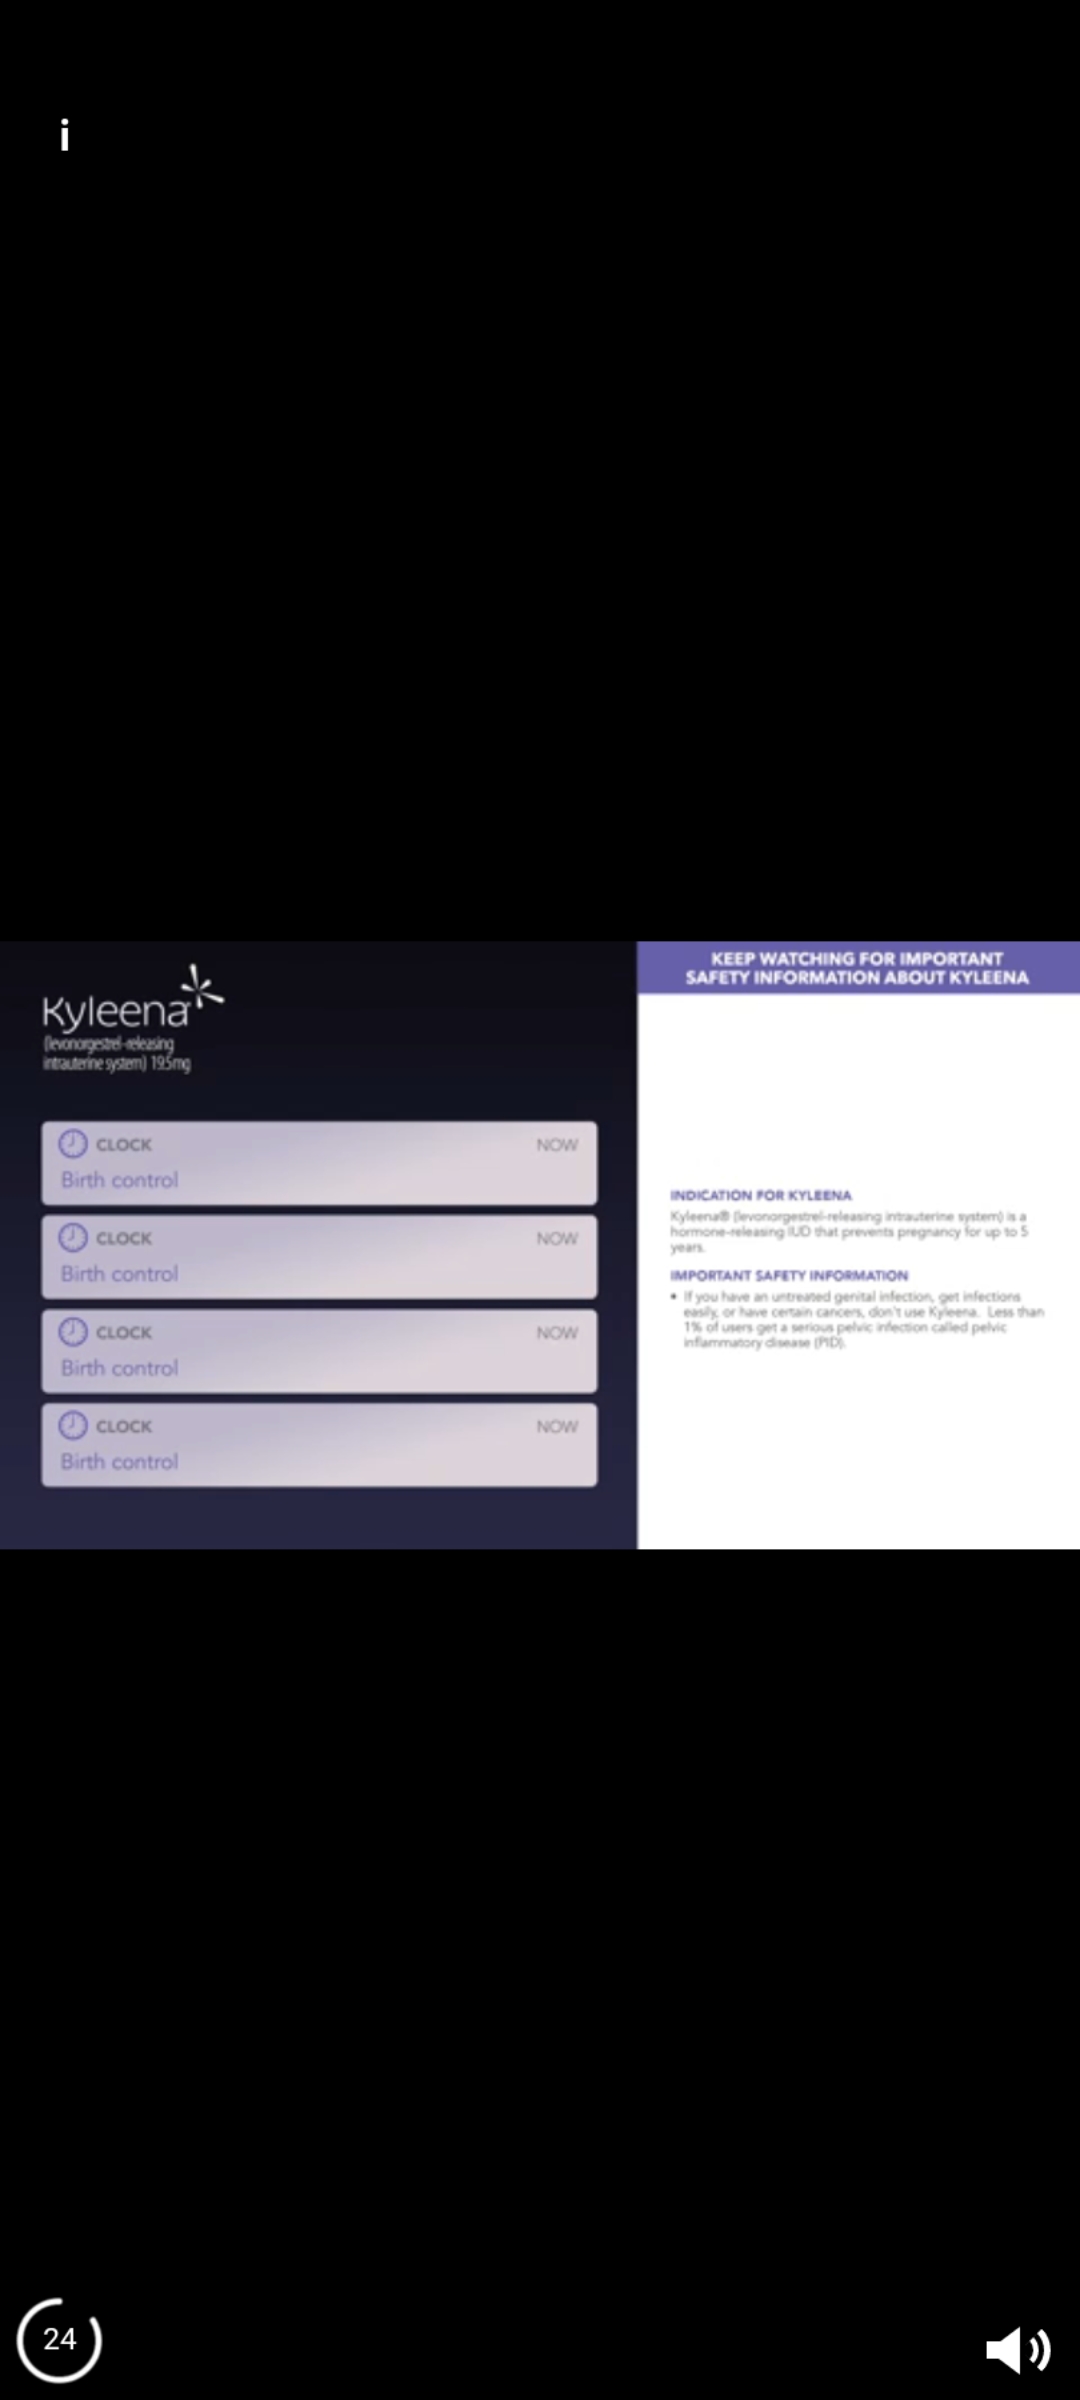 i
Kyleena
(levonorgestrel-releasing
intrauterine system) 19.5mg
CLOCK NOW
Birth control
CLOCK NOW
Birth control
CLOCK NOW
Birth control
CLOCK NOW
Birth control
KEEP WATCHING FOR IMPORTANT
SAFETY INFORMATION ABOUT KYLEENA
INDICATION FOR KYLEENA
Kyleena® (levonorgestrel-releasing intrauterine system) is a
hormone-releasing IUD that prevents pregnancy for up to 5
years.
IMPORTANT SAFETY INFORMATION
• If you have an untreated genital infection, get infections
easily, or have certain cancers, don't use Kyleena. Less than
1% of users get a serious pelvic infection called pelvic
inflammatory disease (PID).
24